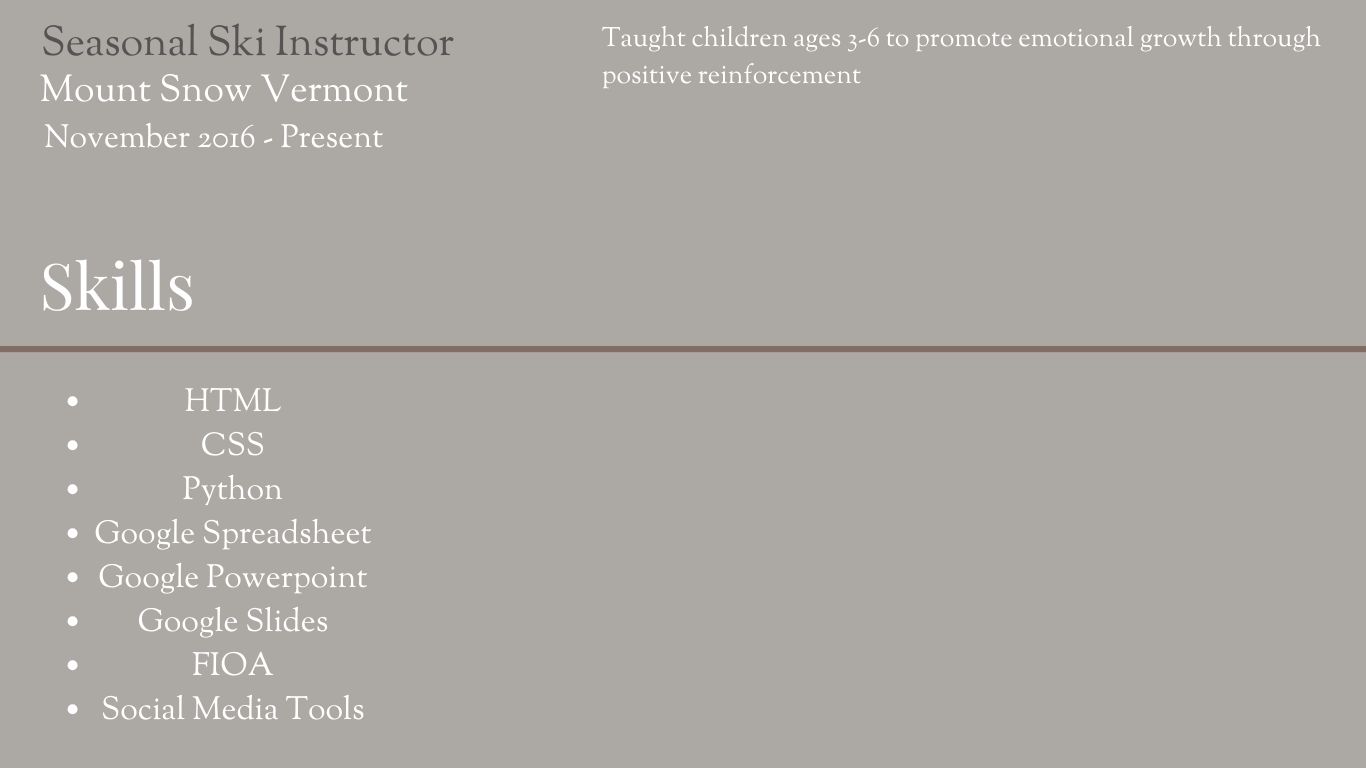 Seasonal Ski Instructor
Mount Snow Vermont
November 2016 - Present
Taught children ages 3-6 to promote emotional growth through
positive reinforcement
Skills
• HTML
• CSS
• Python
• Google Spreadsheet
• Google Powerpoint
• Google Slides
• FIOA
• Social Media Tools